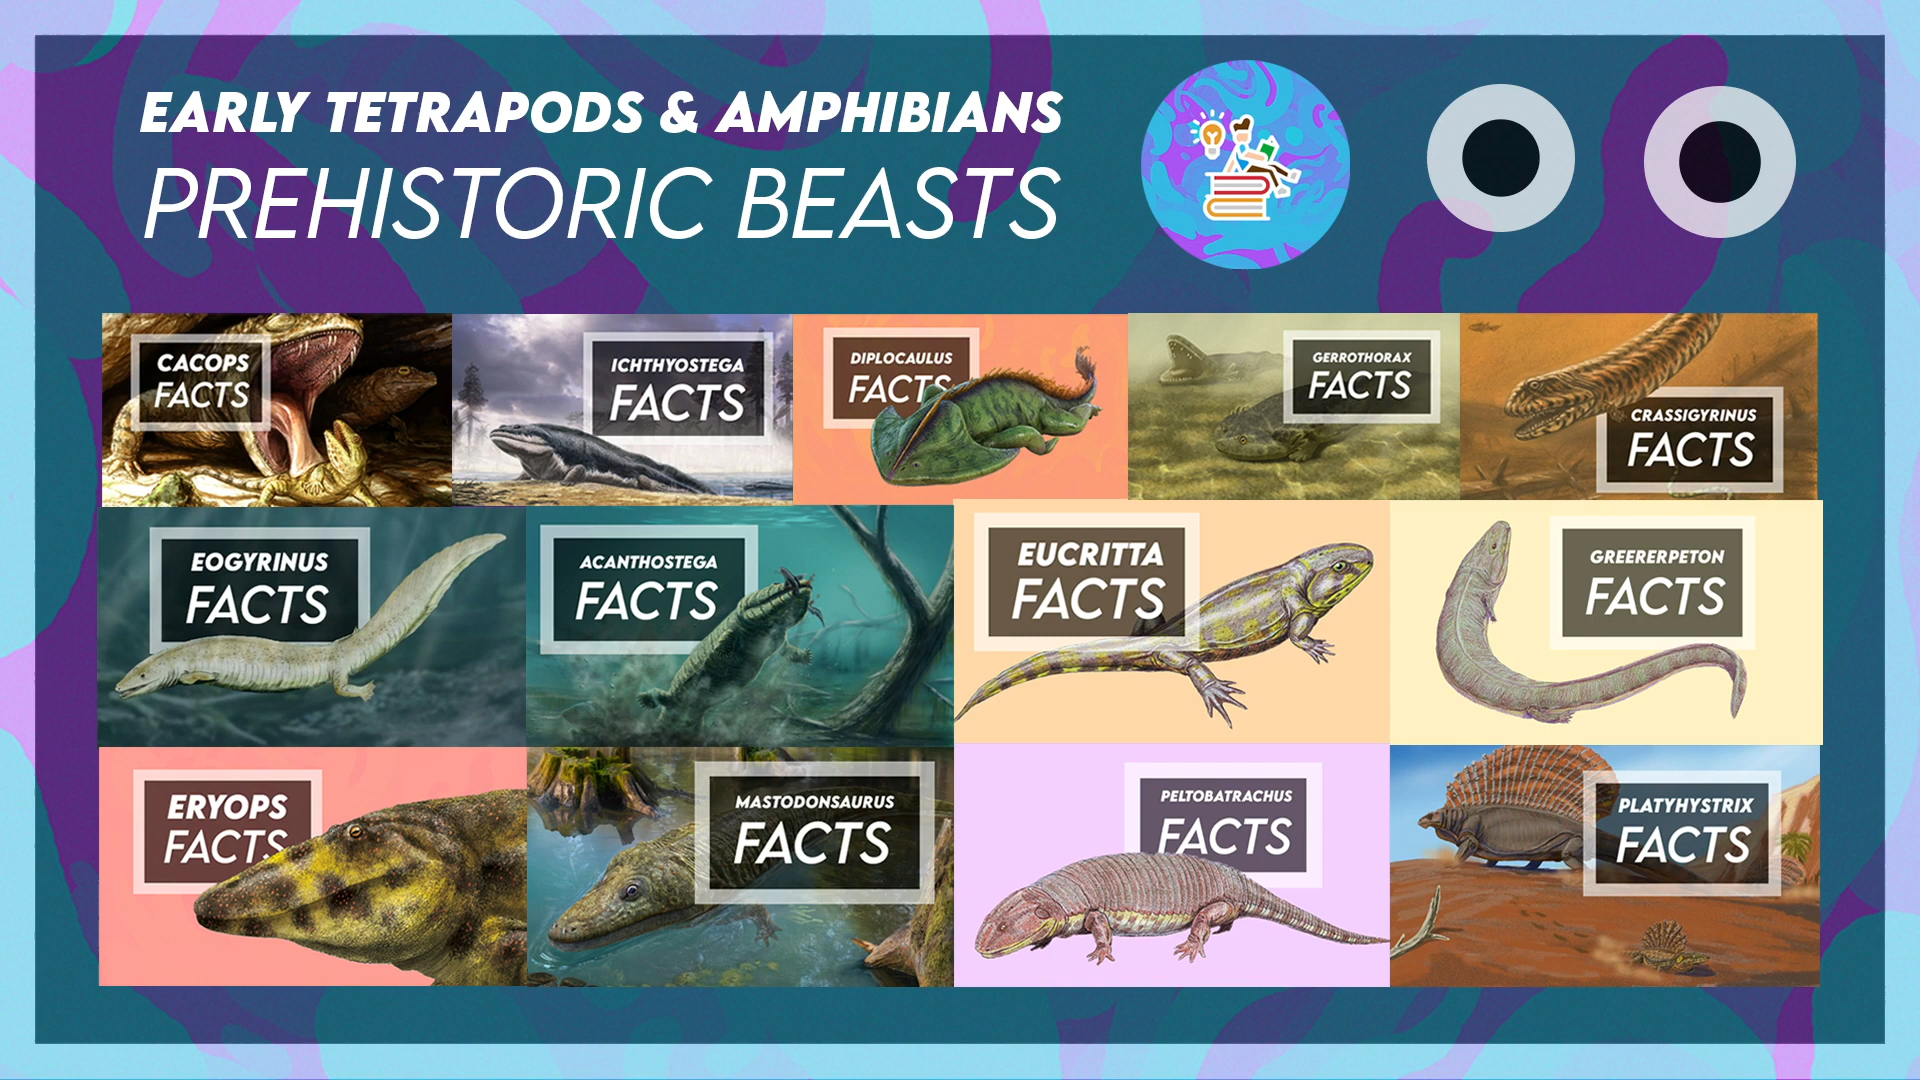 EARLY TETRAPODS & AMPHIBIANS
PREHISTORIC BEASTS
CACOPS
FACTS
ICHTHYOSTEGA
FACTS
DIPLOCAULUS
FACTS
GERROTHORAX
FACTS
CRASSIGYRINUS
FACTS
EOGYRINUS
FACTS
ACANTHOSTEGA
FACTS
EUCRITTA
FACTS
GREERERPETON
FACTS
ERYOPS
FACTS
MASTODONSAURUS
FACTS
PELTOBATRACHUS
FACTS
PLATYHYSTRIX
FACTS